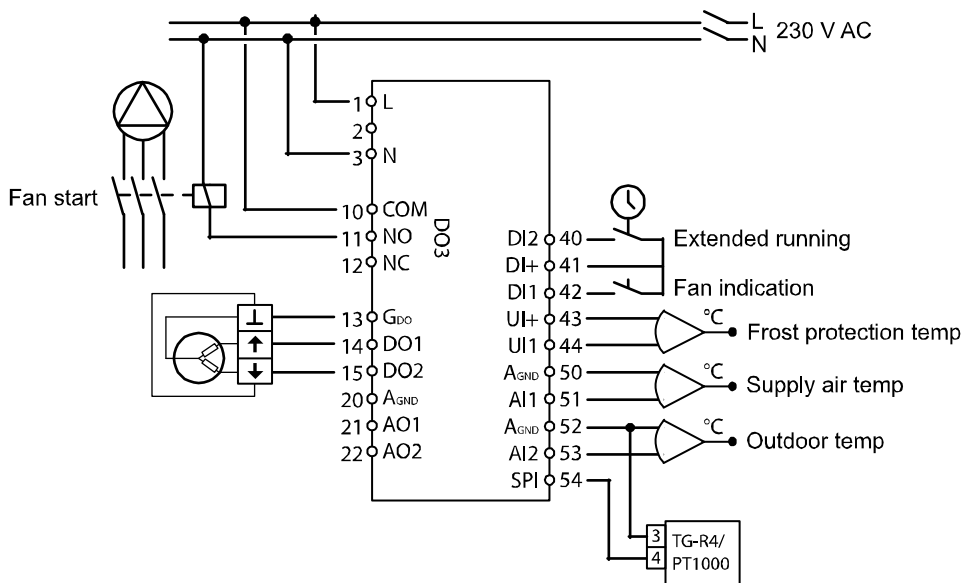 L
N
230 V AC
1 L
2
3 N
Fan start
10 COM
11 NO
12 NC
DO3
13 GDO
14 DO1
15 DO2
20 AGND
21 AO1
22 AO2
DI2 40
Extended running
DI+ 41
DI1 42
Fan indication
UI+ 43
UI1 44
°C
Frost protection temp
AGND 50
AI1 51
°C
Supply air temp
AGND 52
AI2 53
°C
Outdoor temp
SPI 54
3
4
TG-R4/
PT1000